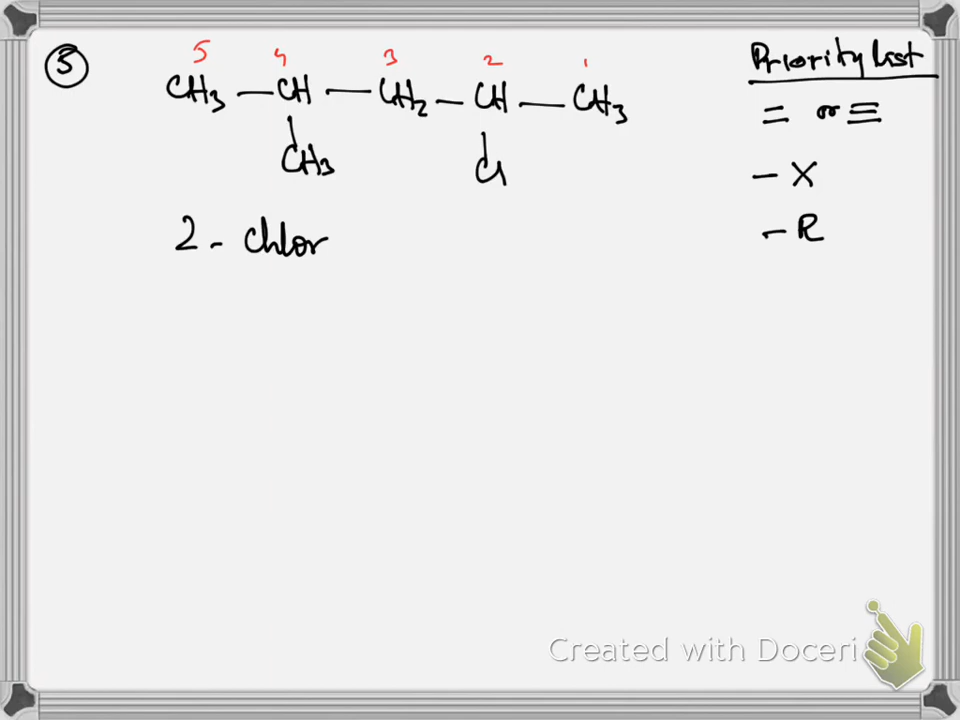 ③ 5 4 3 2 1 Priority list
CH₃ — CH — CH₂ — CH — CH₃ = or ≡
CH₃ Cl – X
2 - chlor – R
Created with Doceri